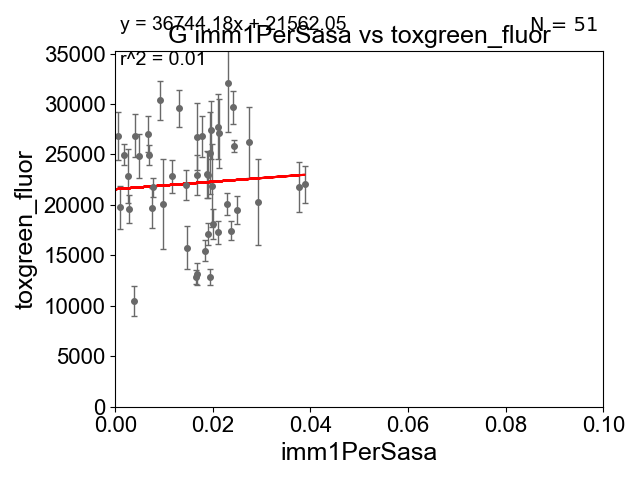 y = 36744.18x + 21562.05
N = 51
G imm1PerSasa vs toxgreen_fluor
r^2 = 0.01
35000
30000
25000
20000
15000
10000
5000
0
toxgreen_fluor
0.00 0.02 0.04 0.06 0.08 0.10
imm1PerSasa